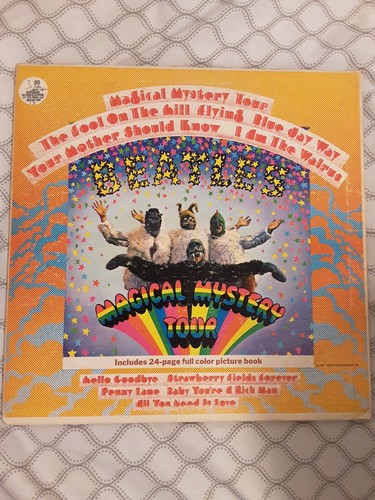 1.99
Magical Mystery Tour
The Fool On The Hill Flying Blue Jay Way
Your Mother Should Know I Am The Walrus
BEATLES
MAGICAL MYSTERY
TOUR
Includes 24-page full color picture book
Hello Goodbye Strawberry Fields Forever
Penny Lane Baby You're A Rich Man
All You Need Is Love